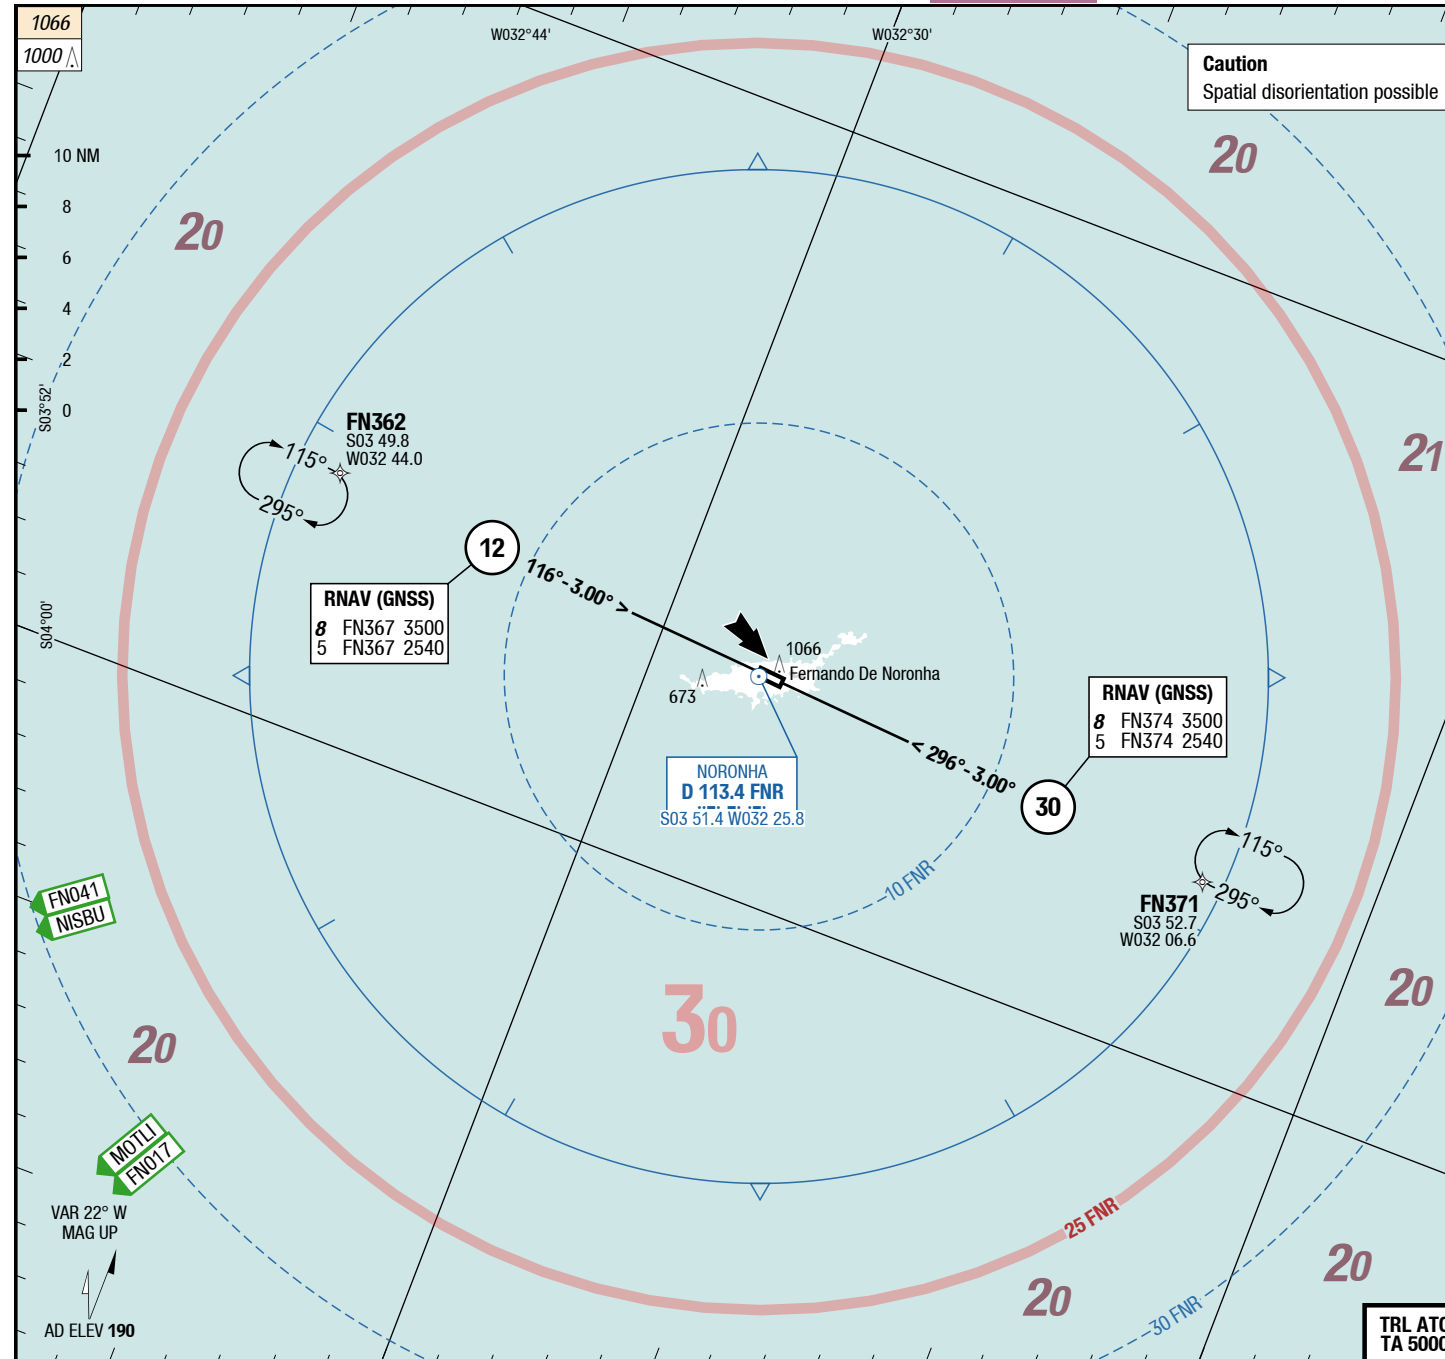 1066
1000
W032°44'
W032°30'
Caution
Spatial disorientation possible
10 NM
8
6
4
2
0
S03°52'
S04°00'
20
20
21
20
20
20
20
30
FN362
S03 49.8
W032 44.0
115°
295°
12
116°-3.00° >
RNAV (GNSS)
8 FN367 3500
5 FN367 2540
1066
Fernando De Noronha
673
RNAV (GNSS)
8 FN374 3500
5 FN374 2540
< 296°-3.00°
30
NORONHA
D 113.4 FNR
S03 51.4 W032 25.8
10 FNR
115°
295°
FN371
S03 52.7
W032 06.6
FN041
NISBU
MOTLI
FN017
25 FNR
30 FNR
VAR 22° W
MAG UP
AD ELEV 190
TRL ATC
TA 5000